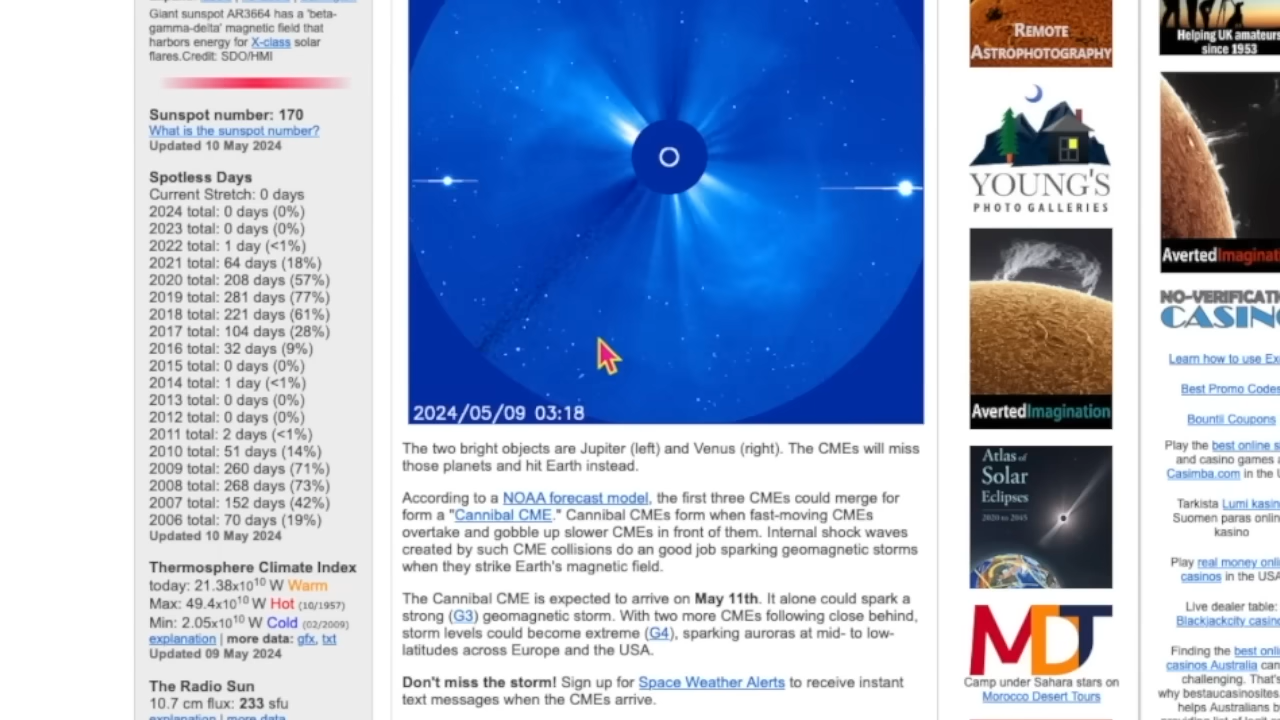 Giant sunspot AR3664 has a 'beta-
gamma-delta' magnetic field that
harbors energy for X-class solar
flares.Credit: SDO/HMI
Sunspot number: 170
What is the sunspot number?
Updated 10 May 2024
Spotless Days
Current Stretch: 0 days
2024 total: 0 days (0%)
2023 total: 0 days (0%)
2022 total: 1 day (<1%)
2021 total: 64 days (18%)
2020 total: 208 days (57%)
2019 total: 281 days (77%)
2018 total: 221 days (61%)
2017 total: 104 days (28%)
2016 total: 32 days (9%)
2015 total: 0 days (0%)
2014 total: 1 day (<1%)
2013 total: 0 days (0%)
2012 total: 0 days (0%)
2011 total: 2 days (<1%)
2010 total: 51 days (14%)
2009 total: 260 days (71%)
2008 total: 268 days (73%)
2007 total: 152 days (42%)
2006 total: 70 days (19%)
Updated 10 May 2024
Thermosphere Climate Index
today: 21.38x10^10 W Warm
Max: 49.4x10^10 W Hot (10/1957)
Min: 2.05x10^10 W Cold (02/2009)
explanation | more data: gfx, txt
Updated 09 May 2024
The Radio Sun
10.7 cm flux: 233 sfu
explanation | more data
2024/05/09 03:18
The two bright objects are Jupiter (left) and Venus (right). The CMEs will miss
those planets and hit Earth instead.
According to a NOAA forecast model, the first three CMEs could merge for
form a "Cannibal CME." Cannibal CMEs form when fast-moving CMEs
overtake and gobble up slower CMEs in front of them. Internal shock waves
created by such CME collisions do an good job sparking geomagnetic storms
when they strike Earth's magnetic field.
The Cannibal CME is expected to arrive on May 11th. It alone could spark a
strong (G3) geomagnetic storm. With two more CMEs following close behind,
storm levels could become extreme (G4), sparking auroras at mid- to low-
latitudes across Europe and the USA.
Don't miss the storm! Sign up for Space Weather Alerts to receive instant
text messages when the CMEs arrive.
REMOTE
ASTROPHOTOGRAPHY
YOUNG'S
PHOTO GALLERIES
AvertedImagination
Atlas of
Solar
Eclipses
2020 to 2045
MDT
Camp under Sahara stars on
Morocco Desert Tours
Helping UK amateurs
since 1953
AvertedImaginat
NO-VERIFICATI
CASIN
Learn how to use Ex
Best Promo Codes
Bountii Coupons
Play the best online s
and casino games a
Casimba.com in the U
Tarkista Lumi kasin
Suomen paras onlin
kasino
Play real money onli
casinos in the USA
Live dealer table:
Blackjackcity casino
Finding the best onli
casinos Australia can
challenging. That's
why bestaucasinosites.
helps Australians b